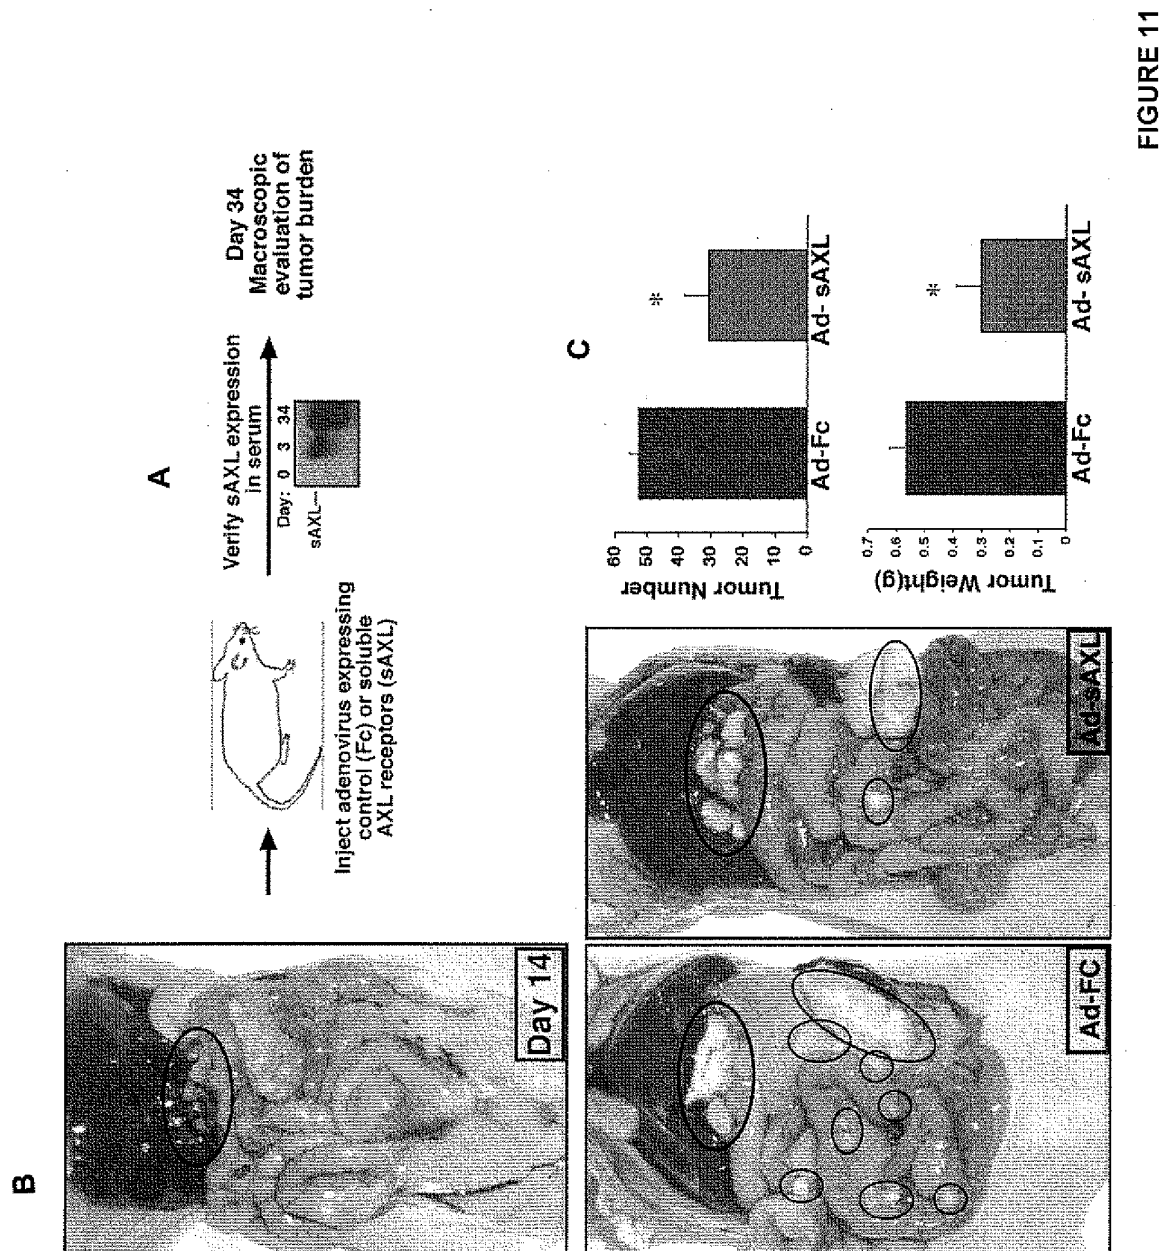 B
Day 14
A
Inject adenovirus expressing
control (Fc) or soluble
AXL receptors (sAXL)
Verify sAXL expression
in serum
Day: 0 3 34
sAXL—
Day 34
Macroscopic
evaluation of
tumor burden
Ad-FC
Ad-sAXL
C
Tumor Number
60
50
40
30
20
10
0
Ad-Fc
Ad- sAXL
*
Tumor Weight(g)
0.7
0.6
0.5
0.4
0.3
0.2
0.1
0
Ad-Fc
Ad- sAXL
*
FIGURE 11